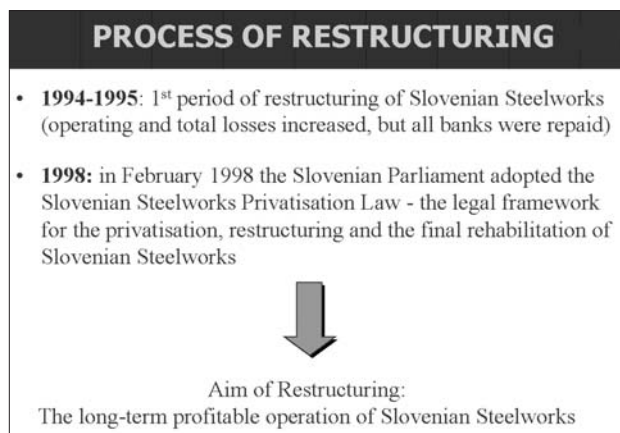 PROCESS OF RESTRUCTURING
• 1994-1995: 1st period of restructuring of Slovenian Steelworks
(operating and total losses increased, but all banks were repaid)
• 1998: in February 1998 the Slovenian Parliament adopted the
Slovenian Steelworks Privatisation Law - the legal framework
for the privatisation, restructuring and the final rehabilitation of
Slovenian Steelworks
Aim of Restructuring:
The long-term profitable operation of Slovenian Steelworks